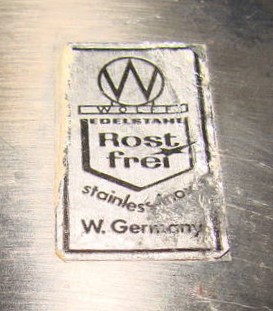 W
WOLFF
EDELSTAHL
Rost
frei
stainless inox
W. Germany